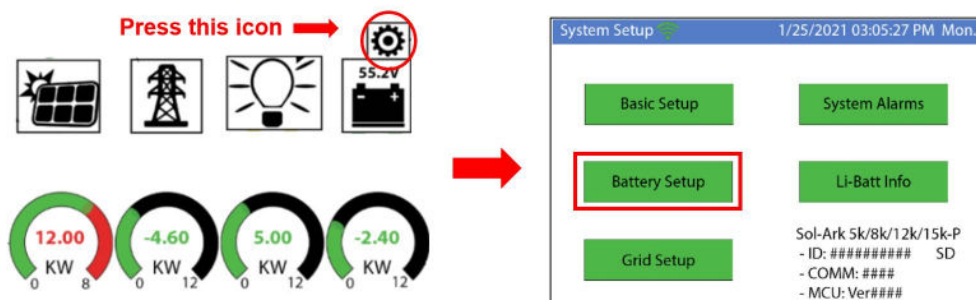 Press this icon
55.2V
- +
12.00
KW
0 8
-4.60
KW
0 12
5.00
KW
0 12
-2.40
KW
0 12
System Setup
1/25/2021 03:05:27 PM Mon.
Basic Setup
System Alarms
Battery Setup
Li-Batt Info
Grid Setup
Sol-Ark 5k/8k/12k/15k-P
- ID: ########## SD
- COMM: ####
- MCU: Ver####